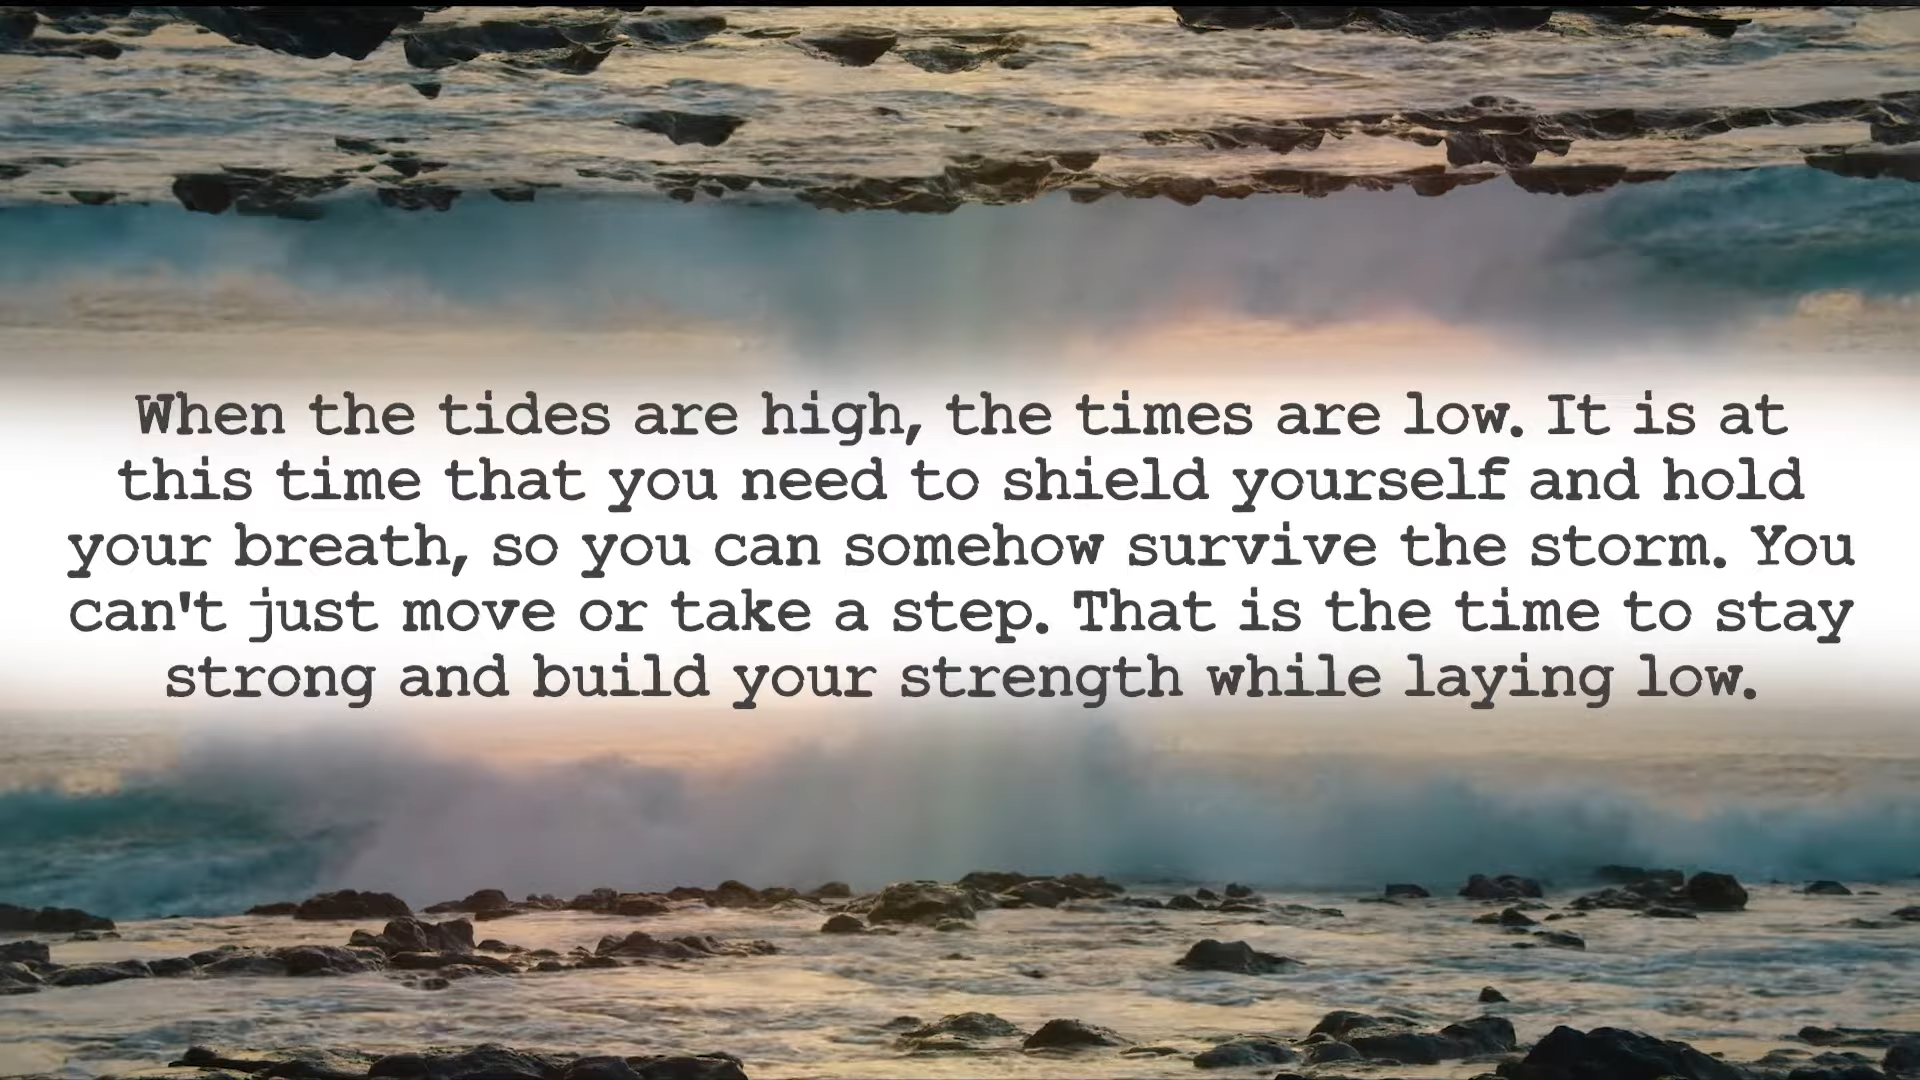 When the tides are high, the times are low. It is at
this time that you need to shield yourself and hold
your breath, so you can somehow survive the storm. You
can't just move or take a step. That is the time to stay
strong and build your strength while laying low.